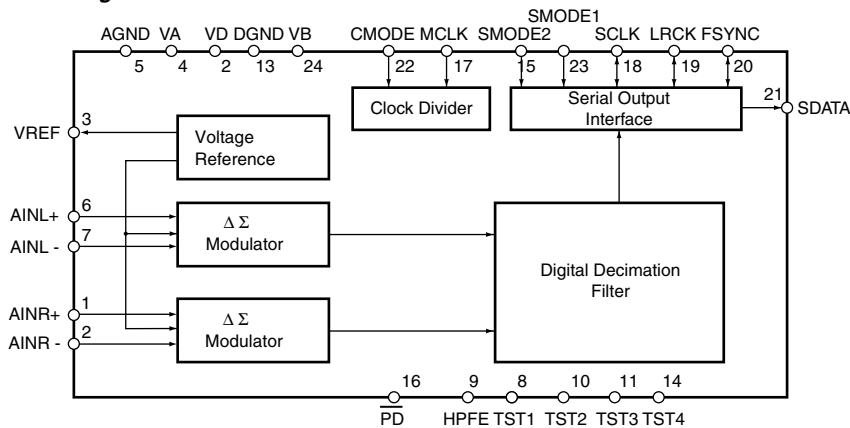 SMODE1
AGND VA VD DGND VB CMODE MCLK SMODE2 SCLK LRCK FSYNC
5 4 2 13 24 22 17 15 23 18 19 20
Clock Divider
Serial Output
Interface
21
SDATA
3
VREF
Voltage
Reference
6
AINL+
7
AINL -
Δ Σ
Modulator
Digital Decimation
Filter
1
AINR+
2
AINR -
Δ Σ
Modulator
16 9 8 10 11 14
PD HPFE TST1 TST2 TST3 TST4